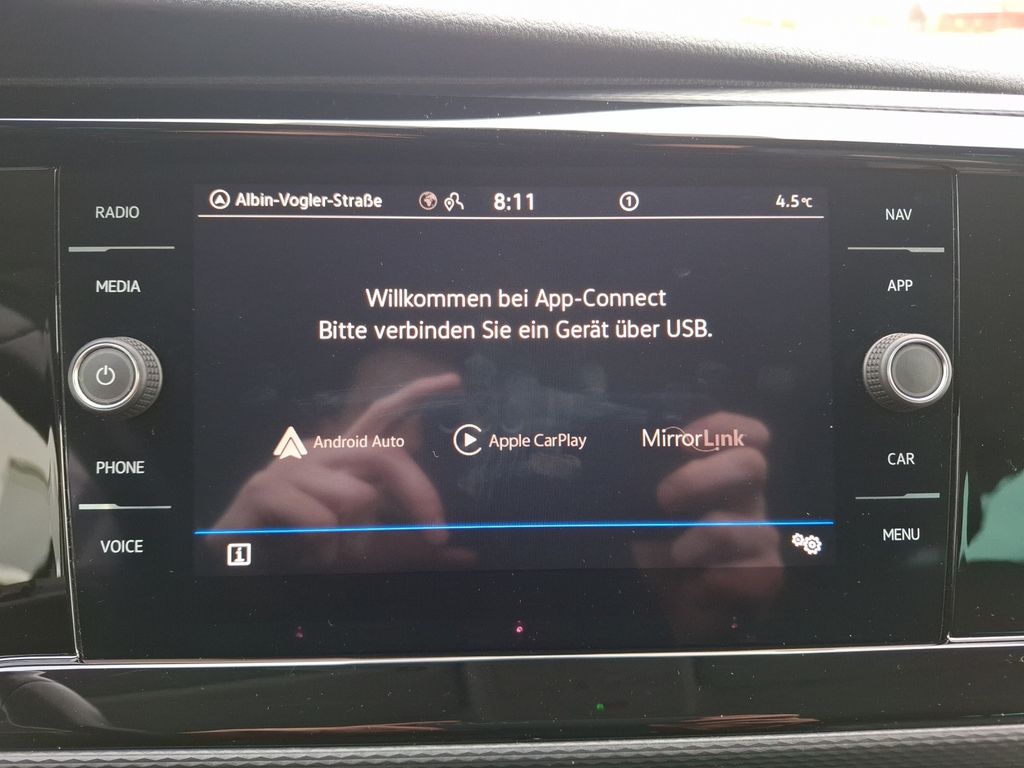 Albin-Vogler-Straße 8:11 1 4.5°C
RADIO
NAV
MEDIA
APP
Willkommen bei App-Connect
Bitte verbinden Sie ein Gerät über USB.
Android Auto Apple CarPlay MirrorLink
PHONE
CAR
VOICE
MENU